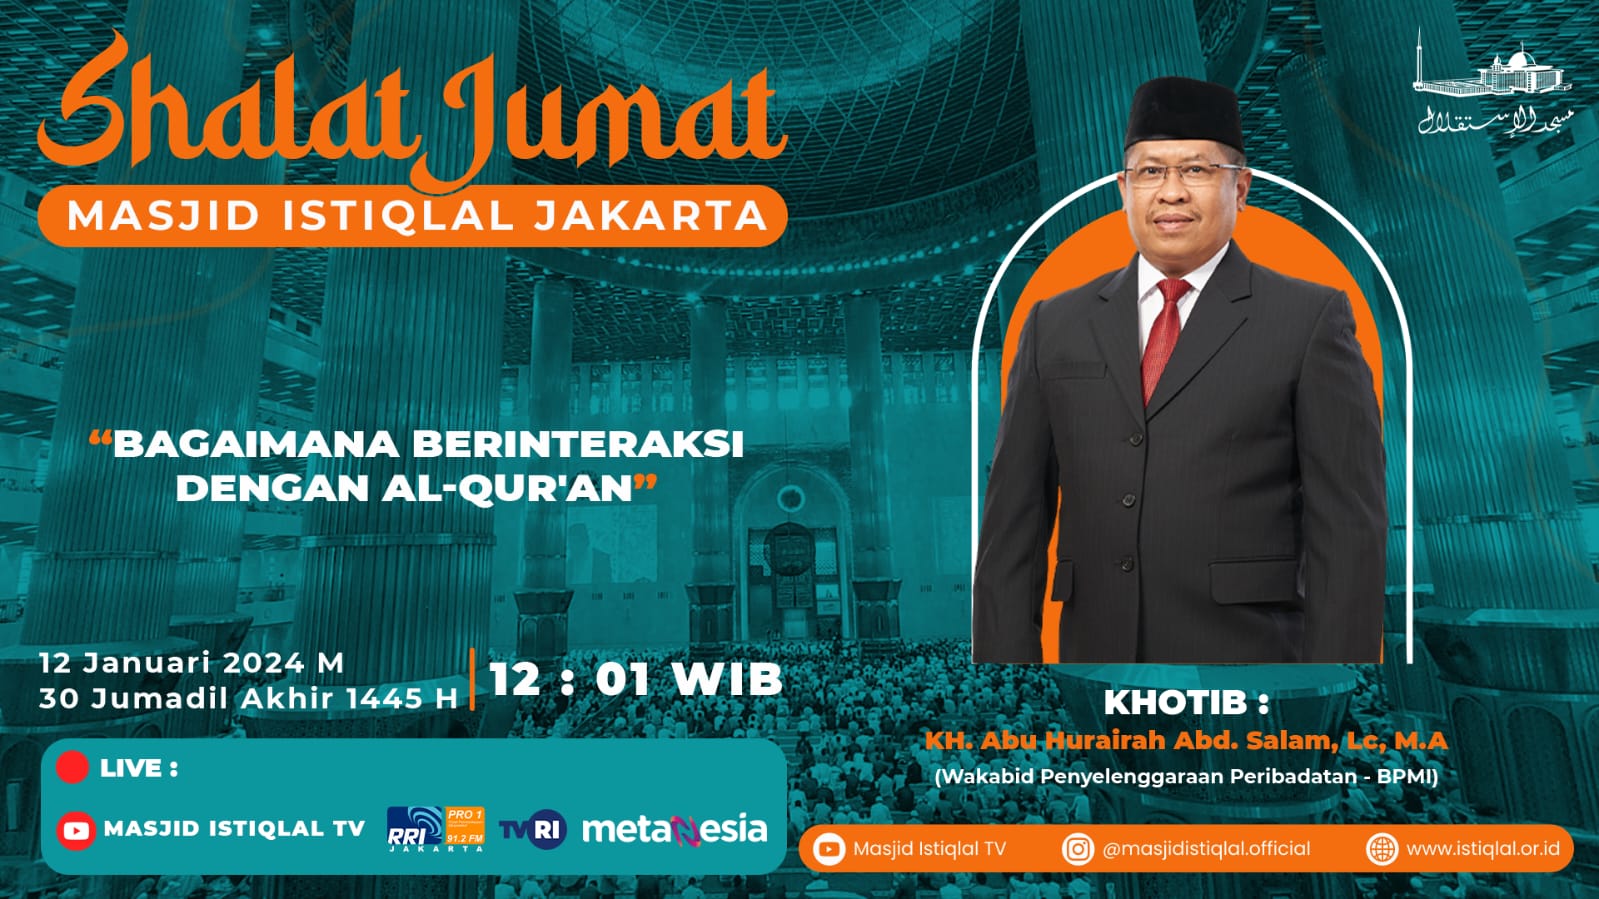 Shalat Jumat
MASJID ISTIQLAL JAKARTA
مسجد الإستقلال
“BAGAIMANA BERINTERAKSI
DENGAN AL-QUR'AN”
12 Januari 2024 M
30 Jumadil Akhir 1445 H
12 : 01 WIB
LIVE :
MASJID ISTIQLAL TV
RRI
JAKARTA
PRO 1
91.2 FM
TVRI
metaNesia
KHOTIB :
KH. Abu Hurairah Abd. Salam, Lc, M.A
(Wakabid Penyelenggaraan Peribadatan - BPMI)
Masjid Istiqlal TV
@masjidistiqlal.official
www.istiqlal.or.id